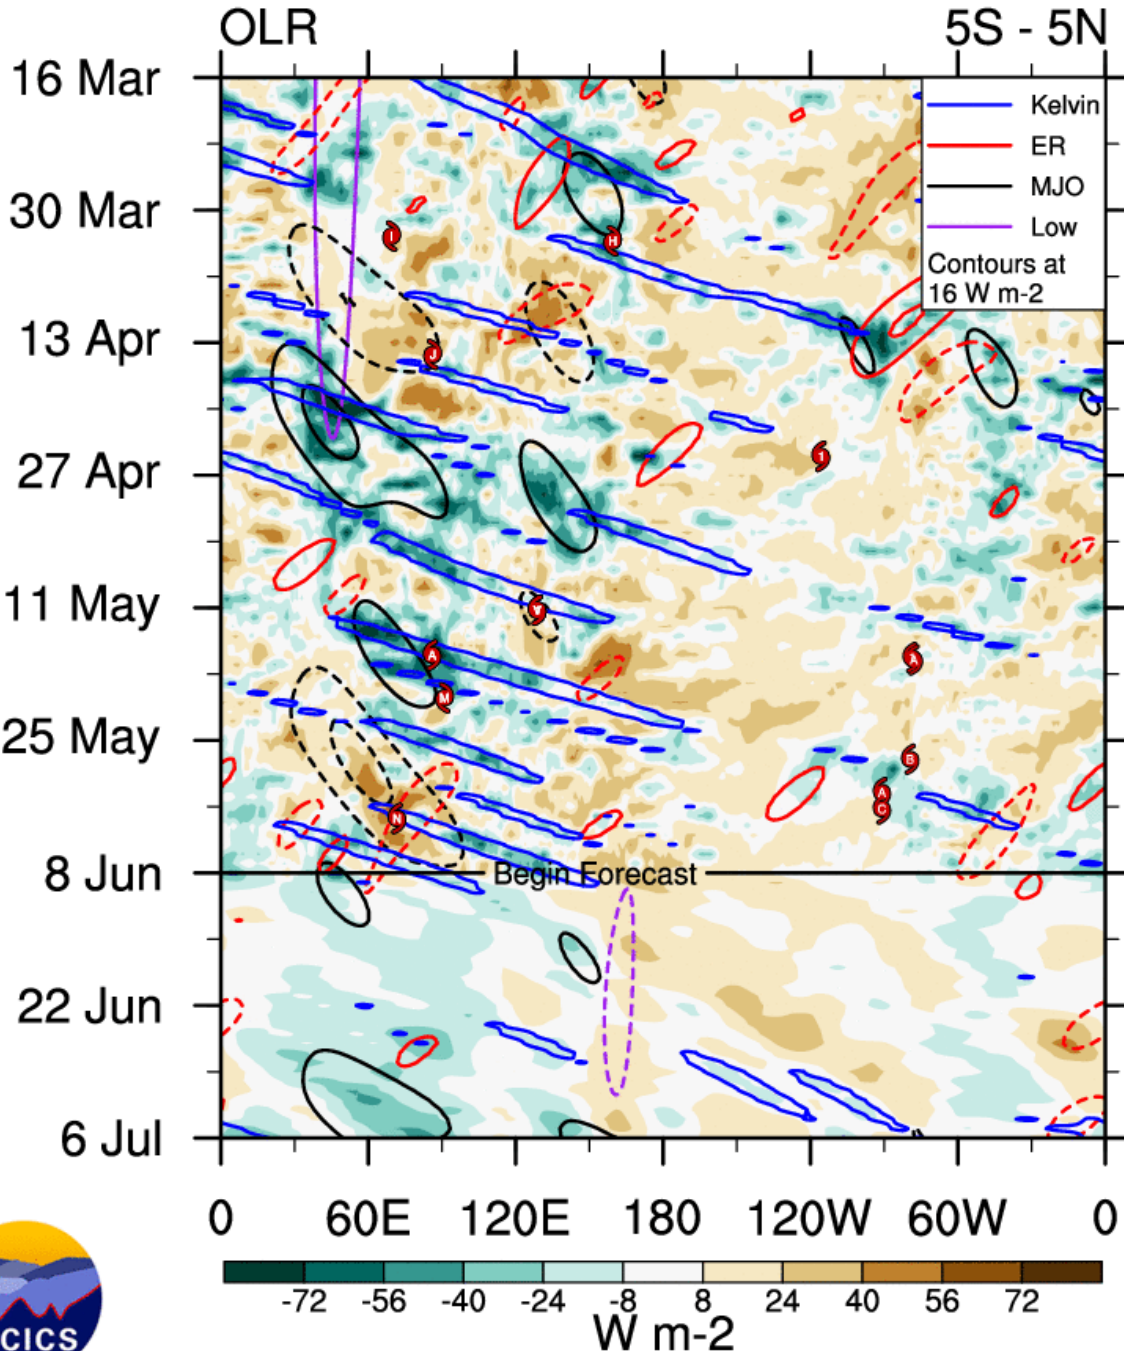 OLR 5S - 5N
16 Mar
30 Mar
13 Apr
27 Apr
11 May
25 May
8 Jun
22 Jun
6 Jul
Kelvin
ER
MJO
Low
Contours at
16 W m-2
I
H
J
1
V
A
A
M
B
A
C
N
Begin Forecast
0 60E 120E 180 120W 60W 0
-72 -56 -40 -24 -8 8 24 40 56 72
W m-2
CICS